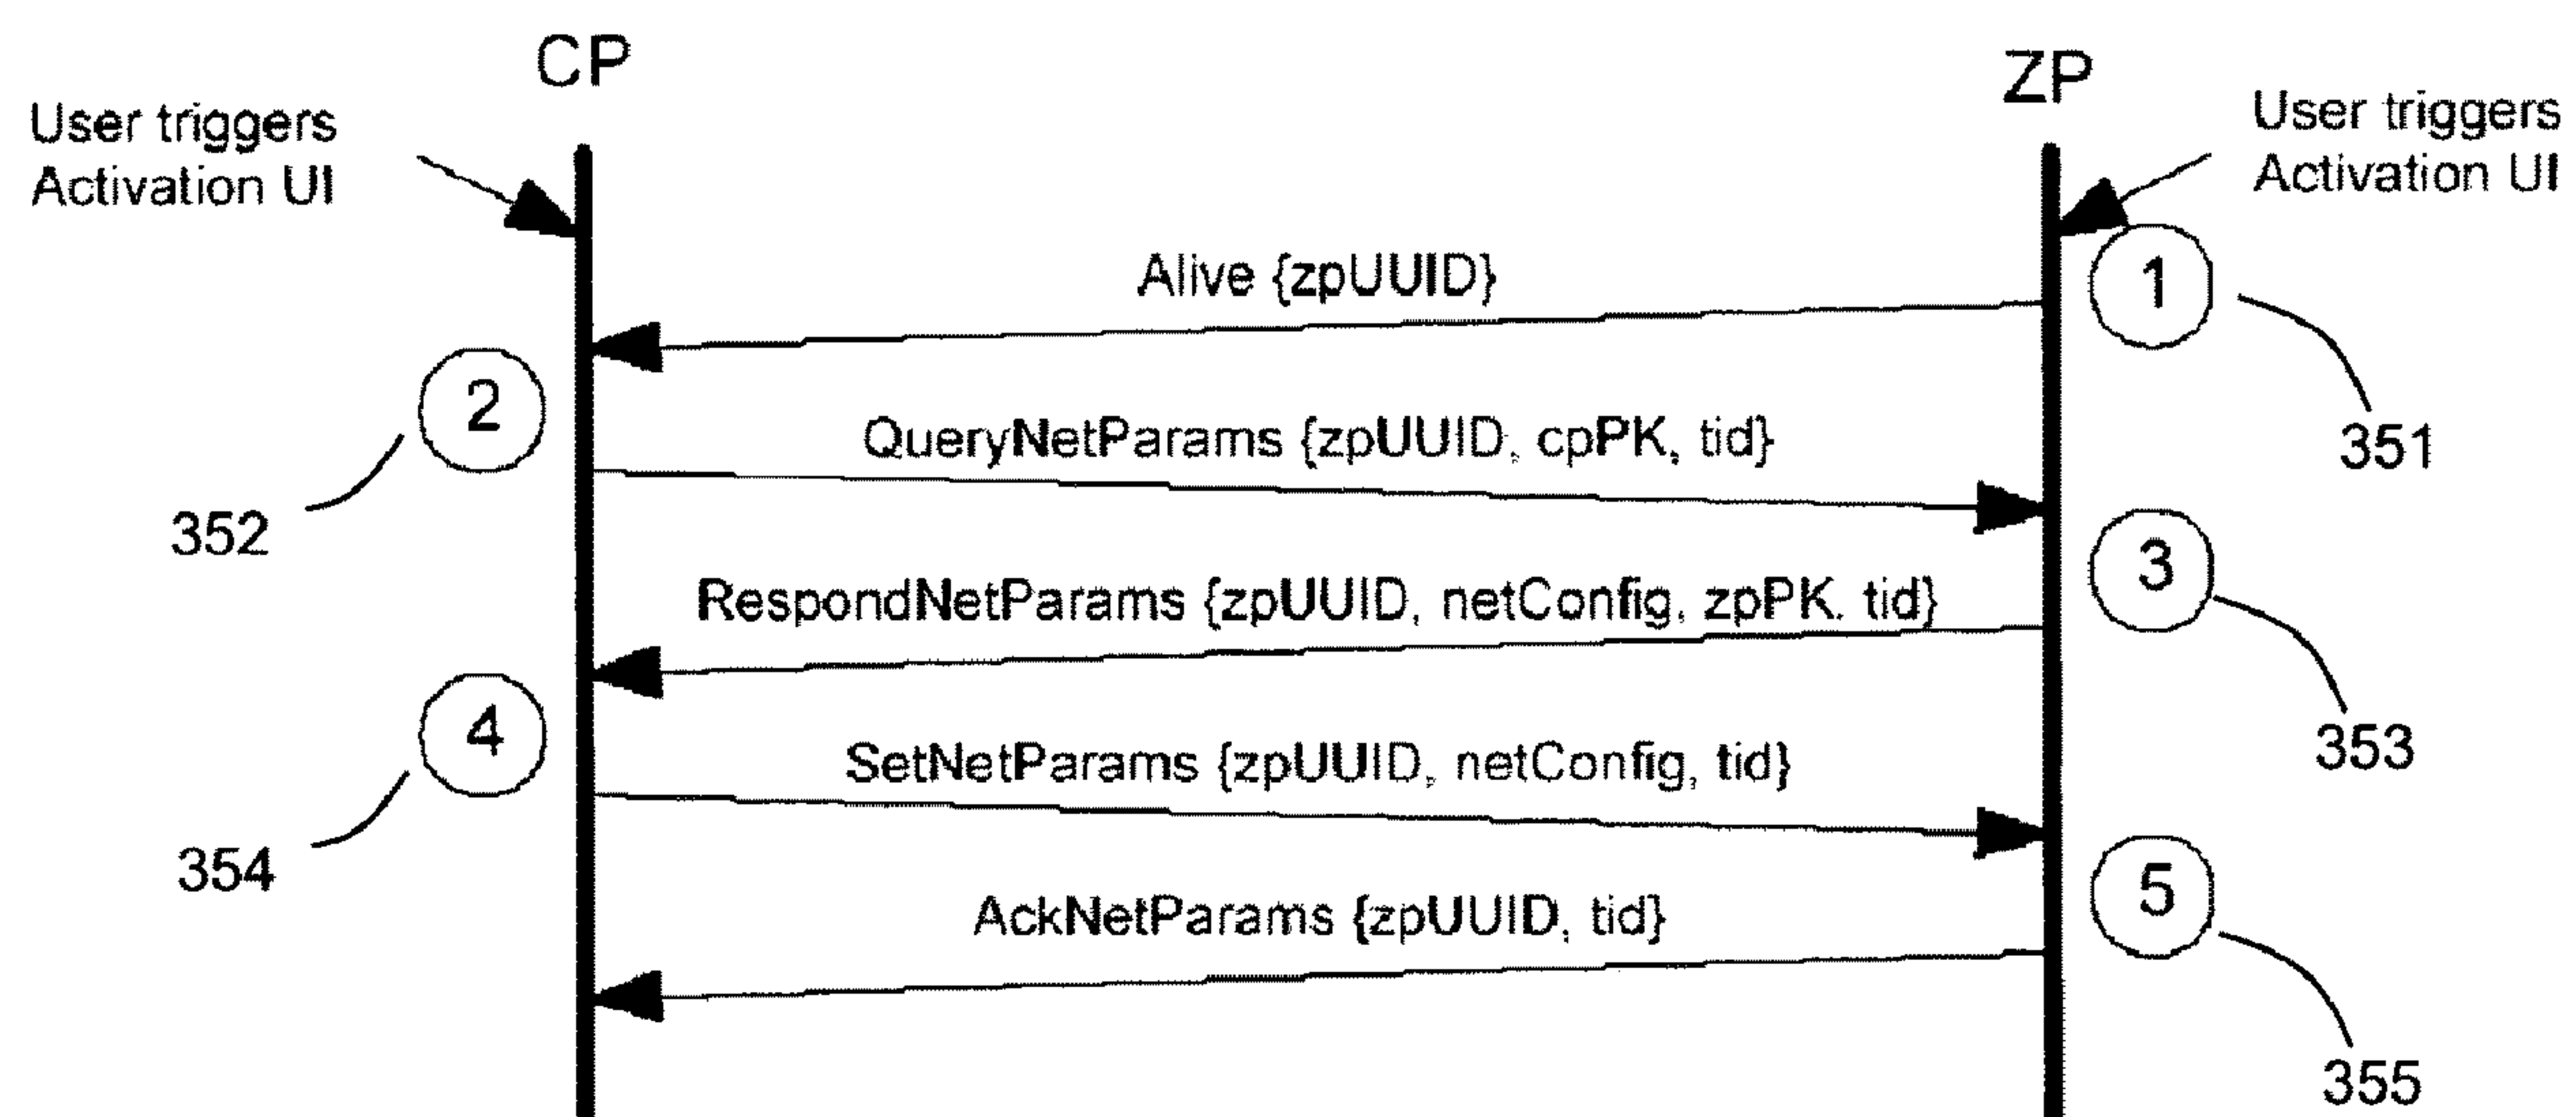 CP
ZP
User triggers
Activation UI
User triggers
Activation UI
Alive {zpUUID}
1
351
2
352
QueryNetParams {zpUUID, cpPK, tid}
3
353
RespondNetParams {zpUUID, netConfig, zpPK, tid}
4
354
SetNetParams {zpUUID, netConfig, tid}
5
355
AckNetParams {zpUUID, tid}